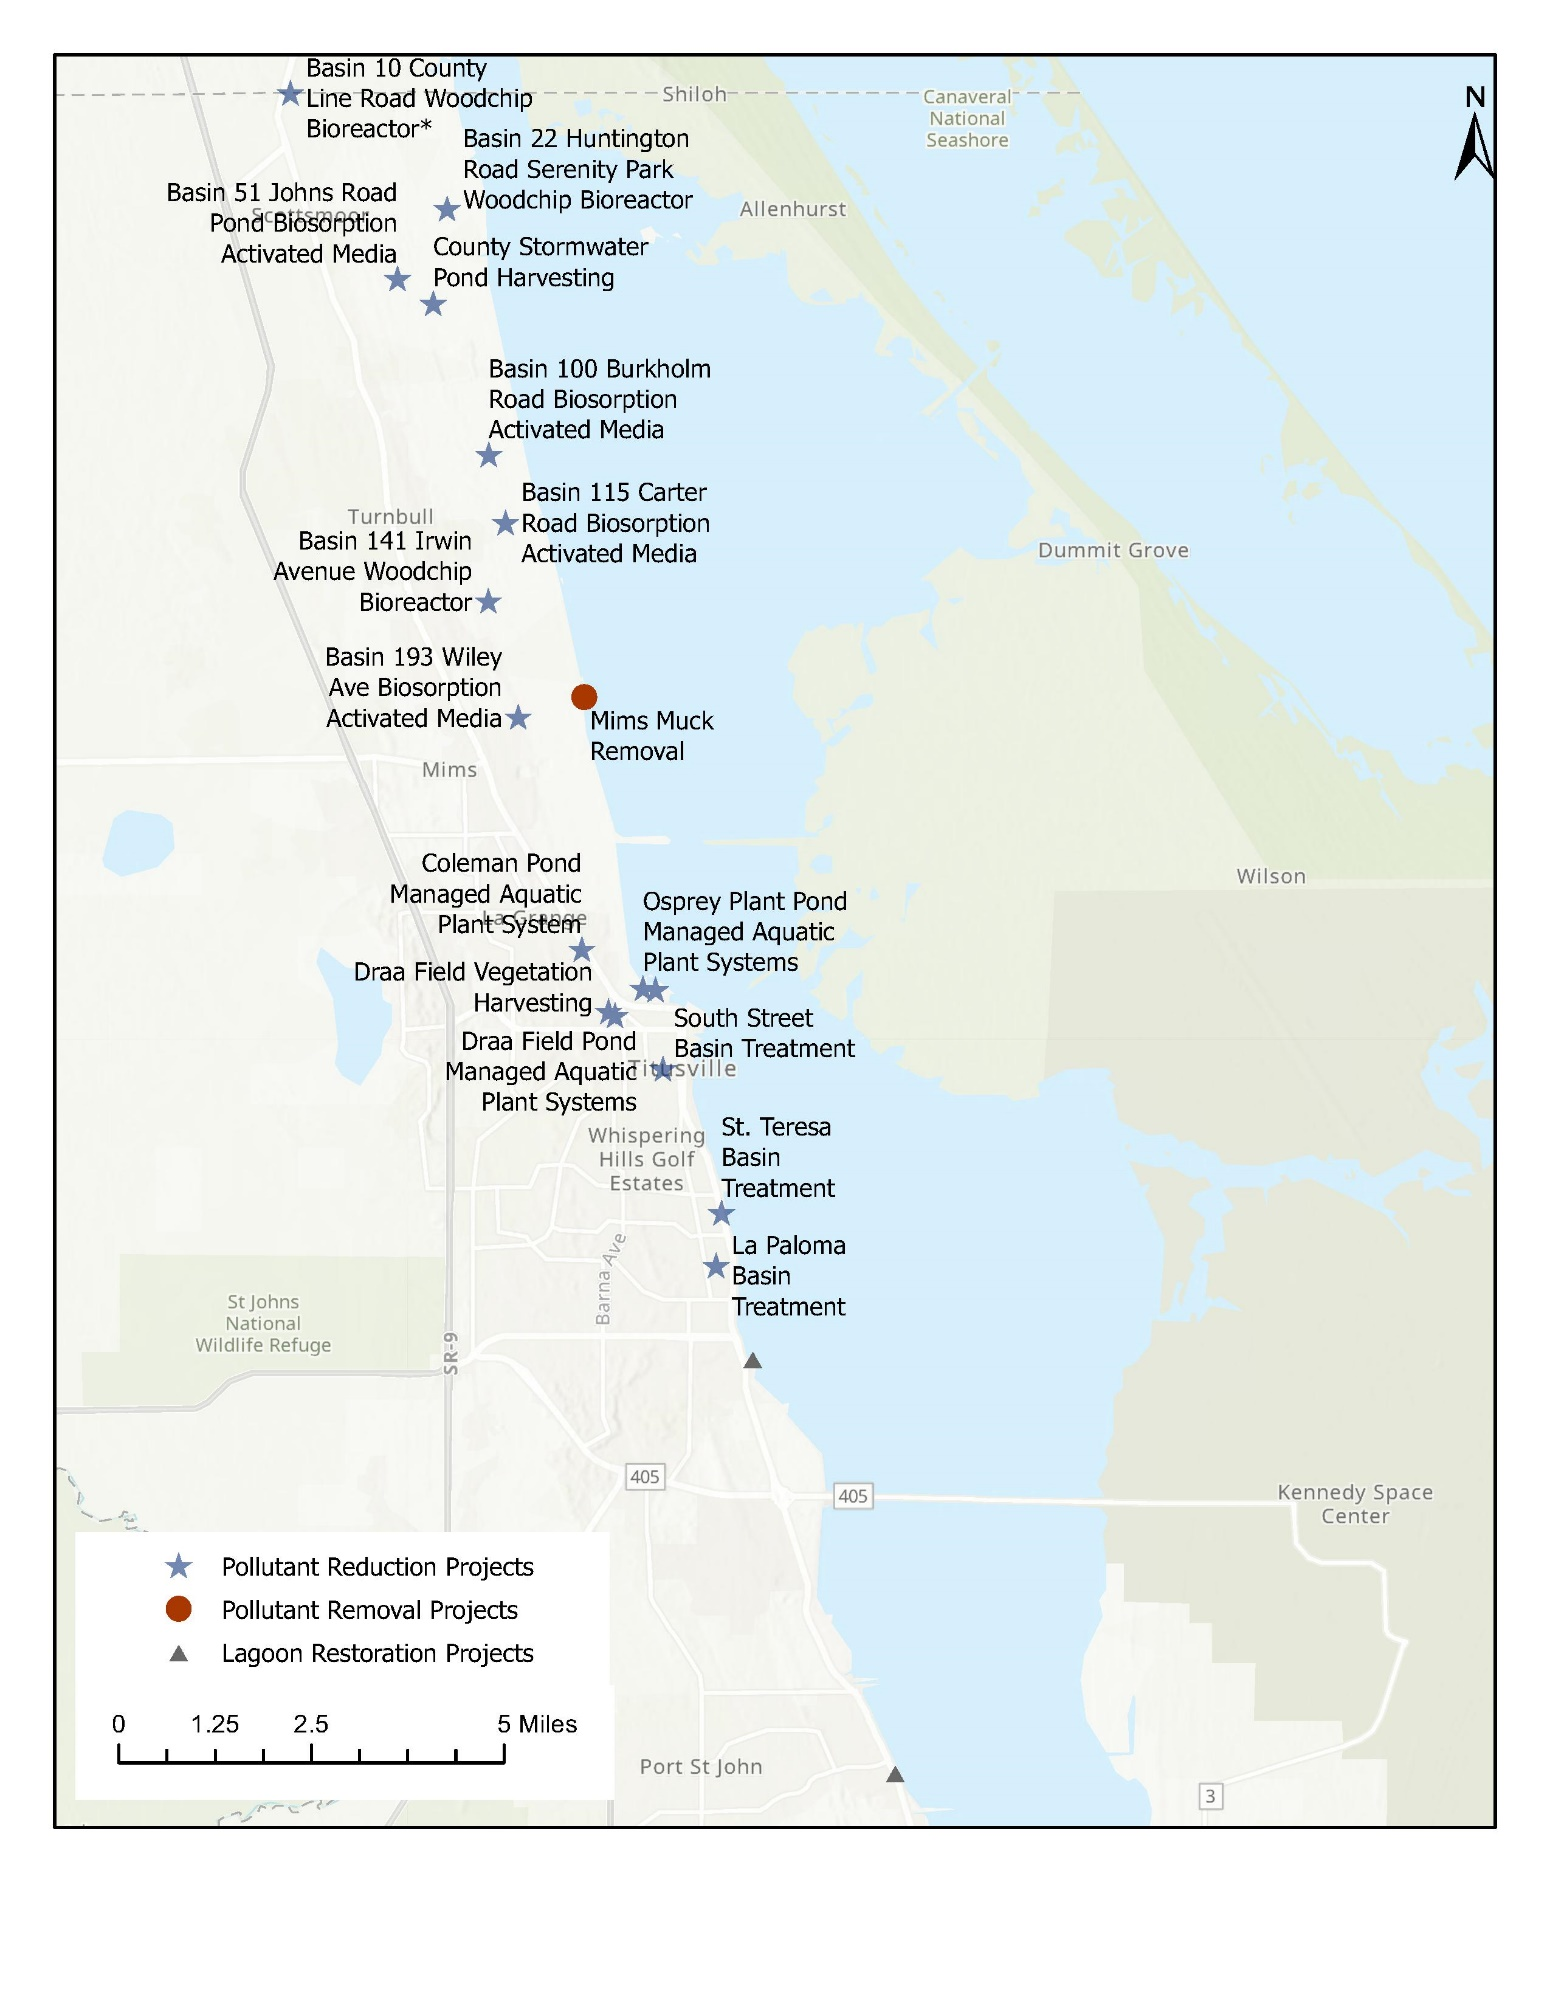 Basin 10 County
Line Road Woodchip
Bioreactor*
Shiloh
Canaveral
National
Seashore
N
Basin 22 Huntington
Road Serenity Park
Woodchip Bioreactor
Basin 51 Johns Road
Pond Biosorption
Activated Media
Scottsmoor
Allenhurst
County Stormwater
Pond Harvesting
Basin 100 Burkholm
Road Biosorption
Activated Media
Basin 115 Carter
Road Biosorption
Activated Media
Turnbull
Basin 141 Irwin
Avenue Woodchip
Bioreactor
Dummit Grove
Basin 193 Wiley
Ave Biosorption
Activated Media
Mims Muck
Removal
Mims
Coleman Pond
Managed Aquatic
Plant System
La Grange
Osprey Plant Pond
Managed Aquatic
Plant Systems
Wilson
Draa Field Vegetation
Harvesting
South Street
Basin Treatment
Draa Field Pond
Managed Aquatic
Plant Systems
Titusville
Whispering
Hills Golf
Estates
St. Teresa
Basin
Treatment
La Paloma
Basin
Treatment
Barna Ave
St Johns
National
Wildlife Refuge
SR-9
405
405
Kennedy Space
Center
Pollutant Reduction Projects
Pollutant Removal Projects
Lagoon Restoration Projects
0 1.25 2.5 5 Miles
Port St John
3